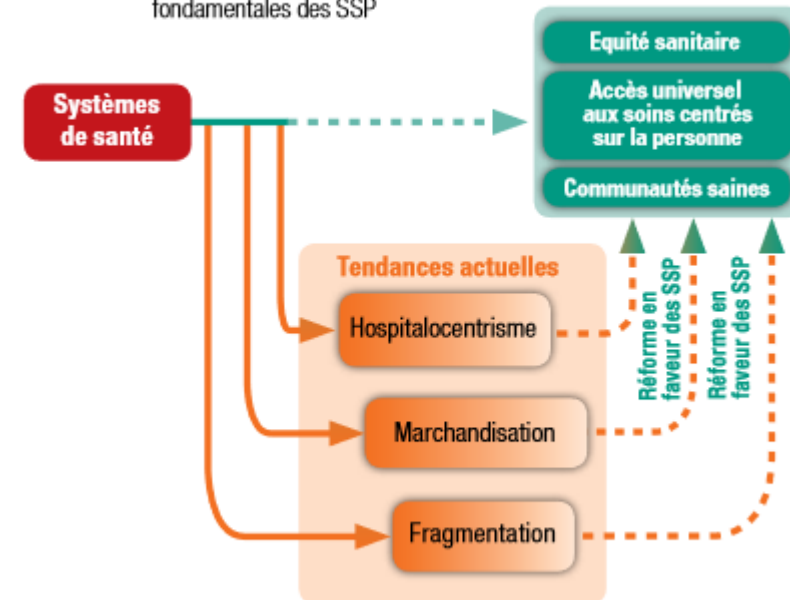 fondamentales des SSP
Equité sanitaire
Accès universel
aux soins centrés
sur la personne
Communautés saines
Systèmes
de santé
Tendances actuelles
Hospitalocentrisme
Marchandisation
Fragmentation
Réforme en
faveur des SSP
Réforme en
faveur des SSP